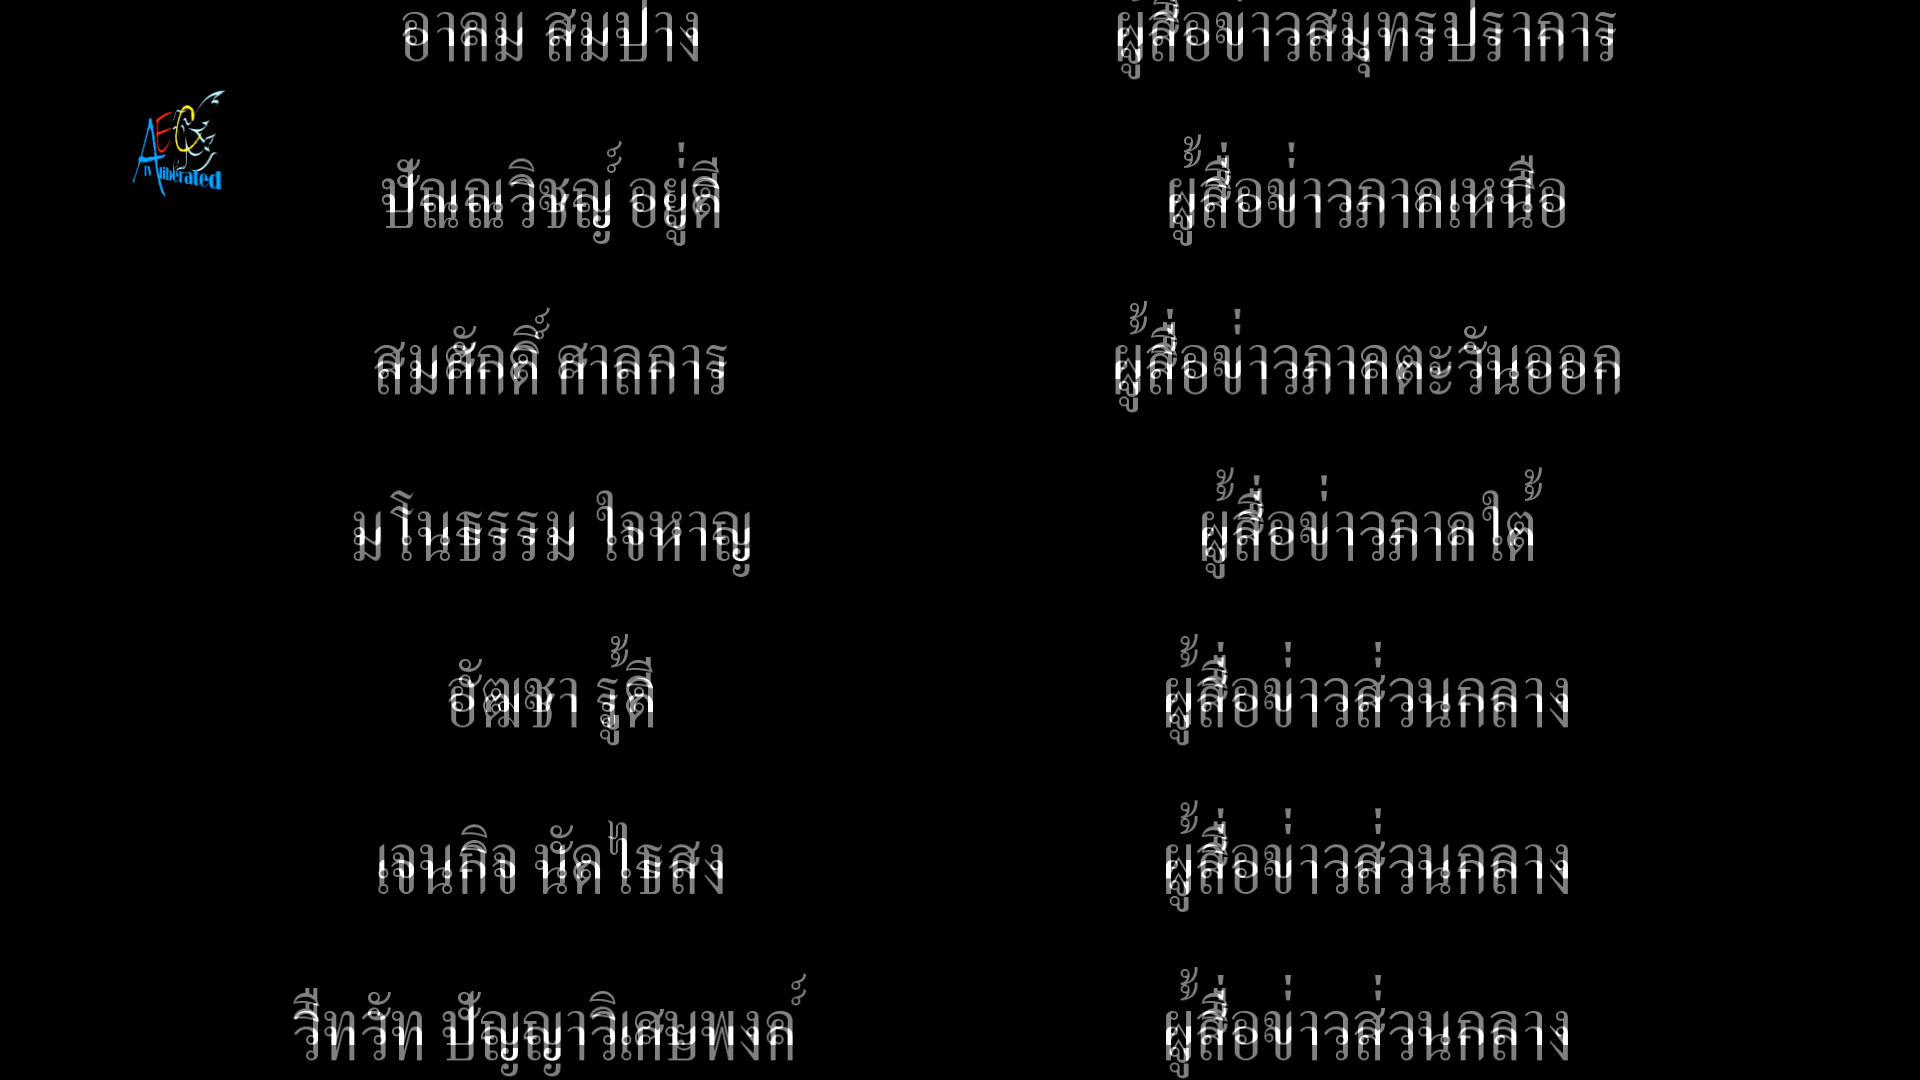 อาคม สมปาง ผู้สื่อข่าวสมุทรปราการ
AEC TV liberated
ปัณณวิชญ์ อยู่ดี ผู้สื่อข่าวภาคเหนือ
สมศักดิ์ ศาลการ ผู้สื่อข่าวภาคตะวันออก
มโนธรรม ใจหาญ ผู้สื่อข่าวภาคใต้
อัฒชา รู้ดี ผู้สื่อข่าวส่วนกลาง
เจนกิจ นัดไธสง ผู้สื่อข่าวส่วนกลาง
ปัญญาวิเศษพงศ์ ผู้สื่อข่าวส่วนกลาง